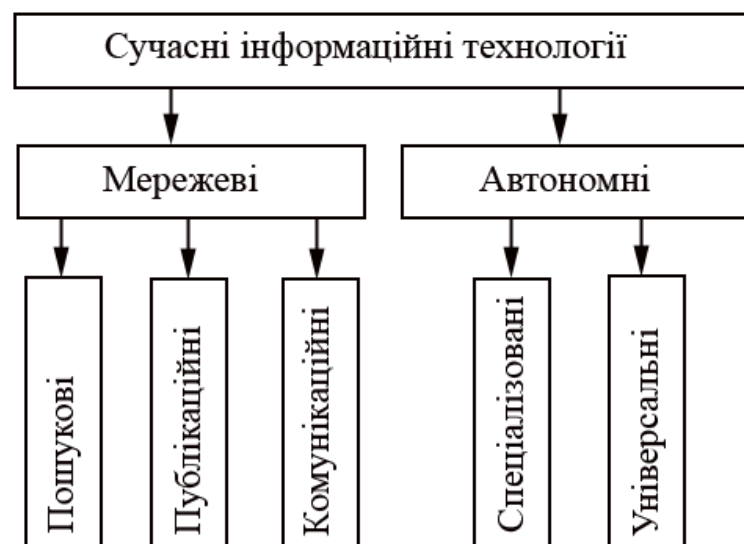 Сучасні інформаційні технології
Мережеві
Автономні
Пошукові
Публікаційні
Комунікаційні
Спеціалізовані
Універсальні